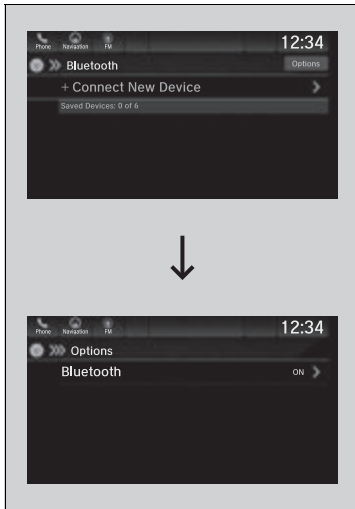 Phone Navigation FM 12:34
Bluetooth Options
+ Connect New Device
Saved Devices: 0 of 6
Phone Navigation FM 12:34
Options
Bluetooth ON